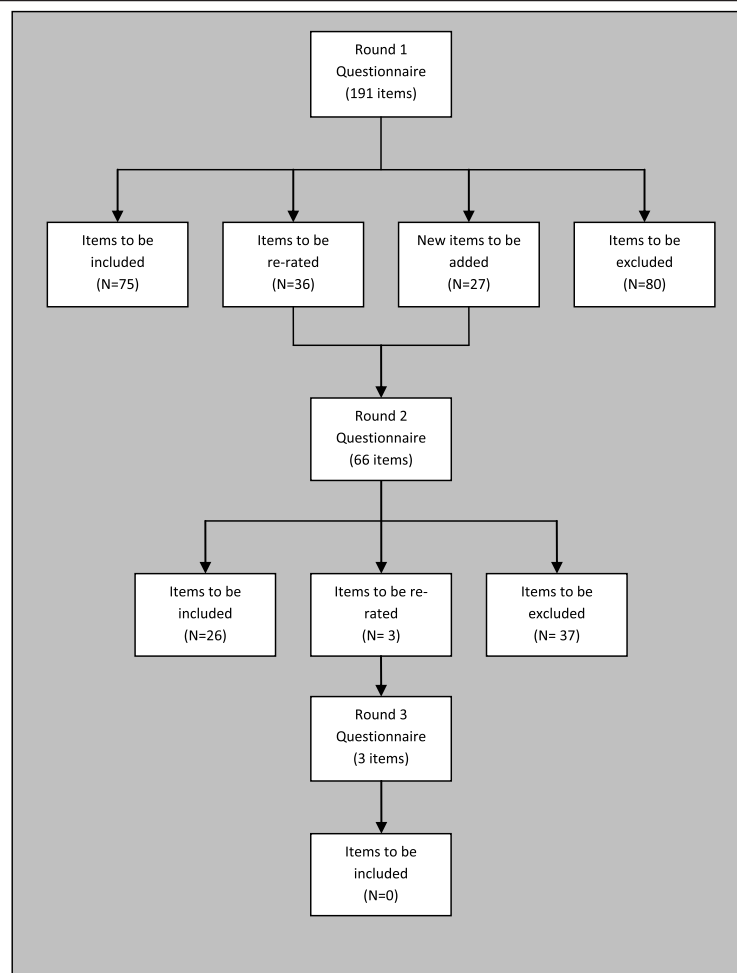 Round 1
Questionnaire
(191 items)
Items to be
included
(N=75)
Items to be
re-rated
(N=36)
New items to be
added
(N=27)
Items to be
excluded
(N=80)
Round 2
Questionnaire
(66 items)
Items to be
included
(N=26)
Items to be re-
rated
(N= 3)
Items to be
excluded
(N= 37)
Round 3
Questionnaire
(3 items)
Items to be
included
(N=0)